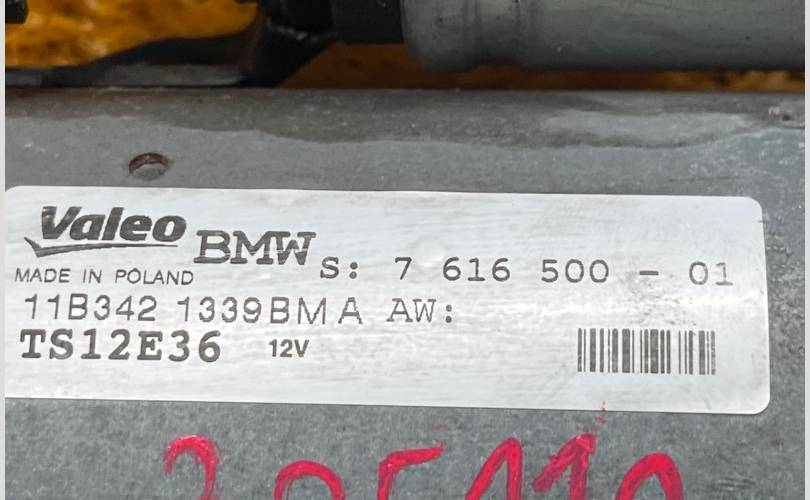 Valeo BMW S: 7 616 500 - 01
MADE IN POLAND
11B342 1339BMA AW:
TS12E36 12V